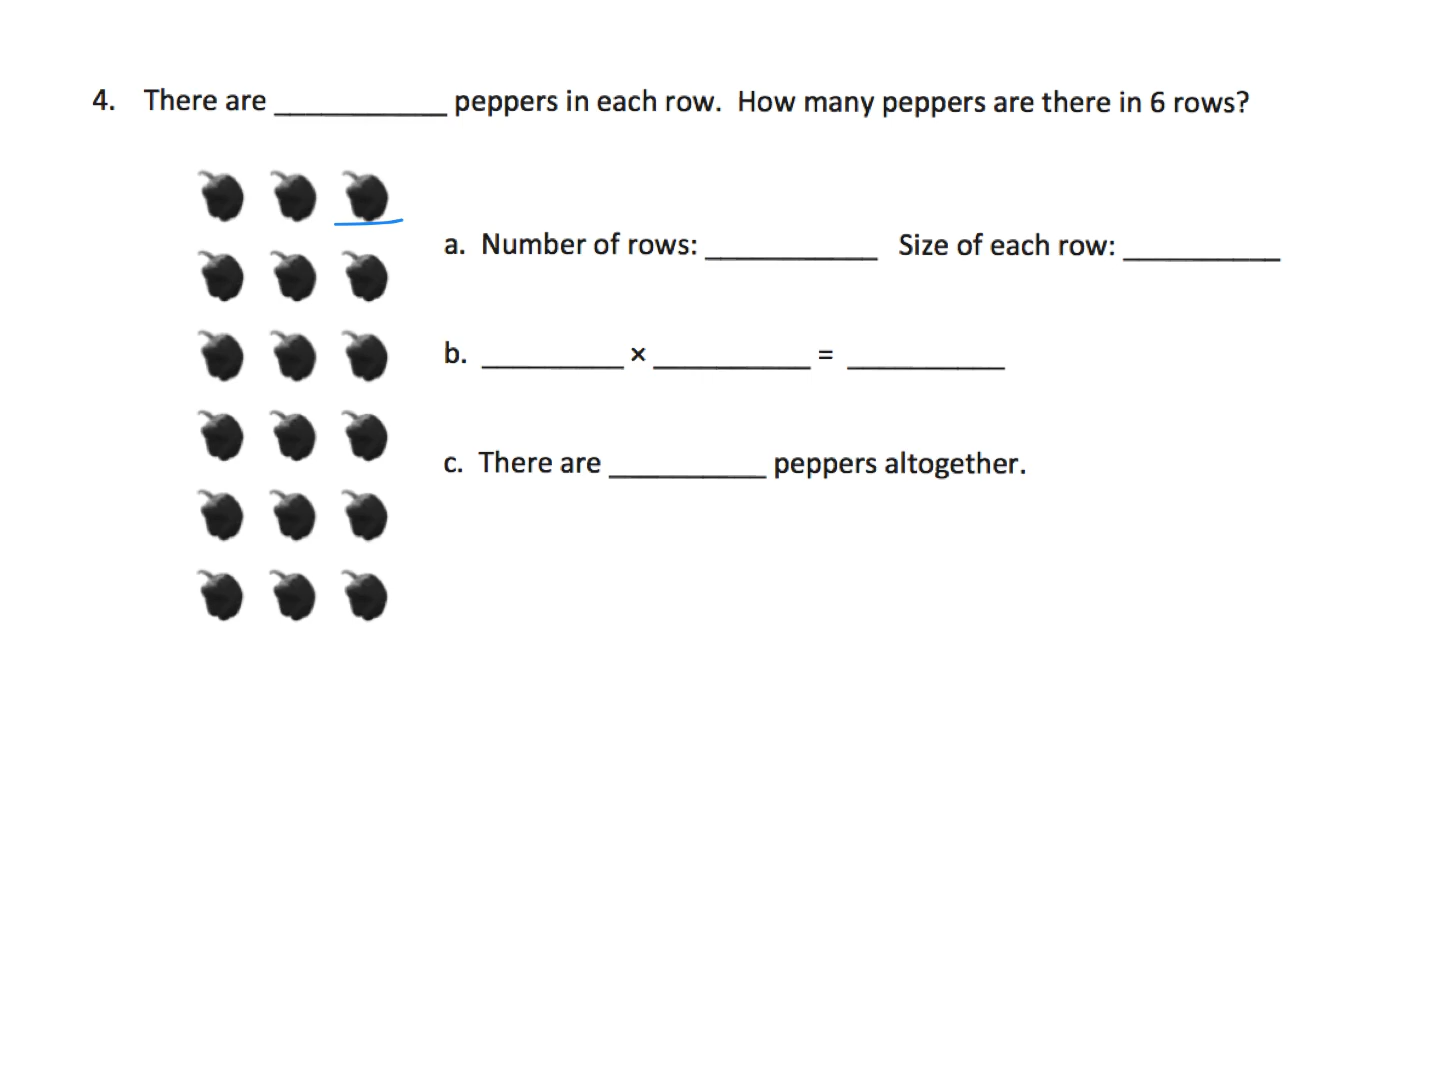 4. There are __________ peppers in each row. How many peppers are there in 6 rows?
a. Number of rows: __________ Size of each row: __________
b. __________ × __________ = __________
c. There are __________ peppers altogether.